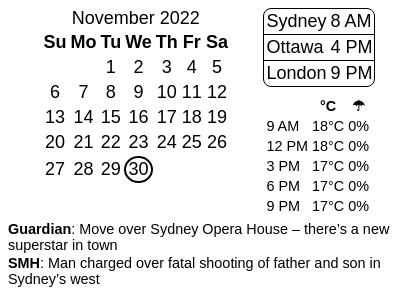 November 2022
Su Mo Tu We Th Fr Sa
1 2 3 4 5
6 7 8 9 10 11 12
13 14 15 16 17 18 19
20 21 22 23 24 25 26
27 28 29 30
Sydney 8 AM
Ottawa 4 PM
London 9 PM
°C ☂
9 AM 18°C 0%
12 PM 18°C 0%
3 PM 17°C 0%
6 PM 17°C 0%
9 PM 17°C 0%
Guardian: Move over Sydney Opera House – there's a new
superstar in town
SMH: Man charged over fatal shooting of father and son in
Sydney's west